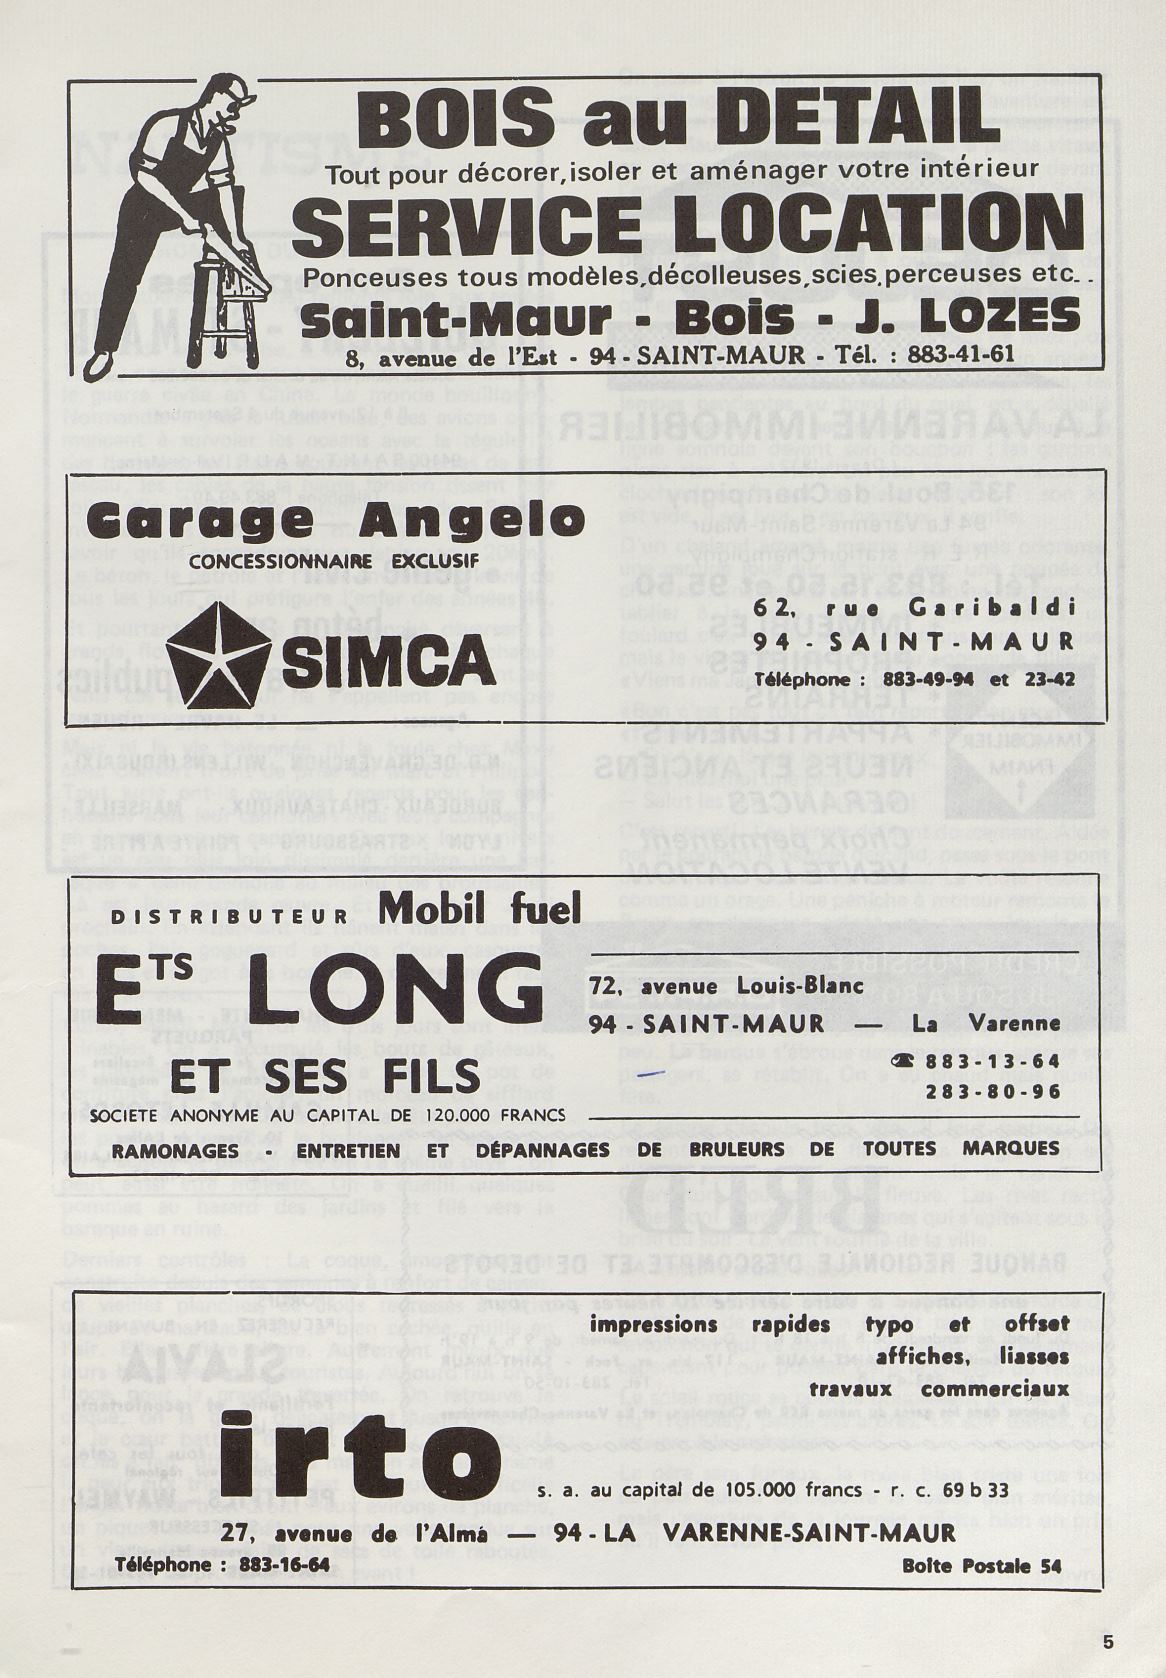 BOIS au DETAIL
Tout pour décorer,isoler et aménager votre intérieur
SERVICE LOCATION
Ponceuses tous modèles,décolleuses,scies,perceuses etc..
Saint-Maur - Bois - J. LOZES
8, avenue de l'Est - 94 - SAINT-MAUR - Tél. : 883-41-61
Garage Angelo
CONCESSIONNAIRE EXCLUSIF
SIMCA
62, rue Garibaldi
94 - SAINT-MAUR
Téléphone : 883-49-94 et 23-42
DISTRIBUTEUR Mobil fuel
ETS LONG
ET SES FILS
SOCIETE ANONYME AU CAPITAL DE 120.000 FRANCS
72, avenue Louis-Blanc
94 - SAINT-MAUR — La Varenne
☎ 883-13-64
283-80-96
RAMONAGES - ENTRETIEN ET DÉPANNAGES DE BRULEURS DE TOUTES MARQUES
impressions rapides typo et offset
affiches, liasses
travaux commerciaux
irto
s. a. au capital de 105.000 francs - r. c. 69 b 33
27, avenue de l'Alma — 94 - LA VARENNE-SAINT-MAUR
Téléphone : 883-16-64
Boîte Postale 54
5